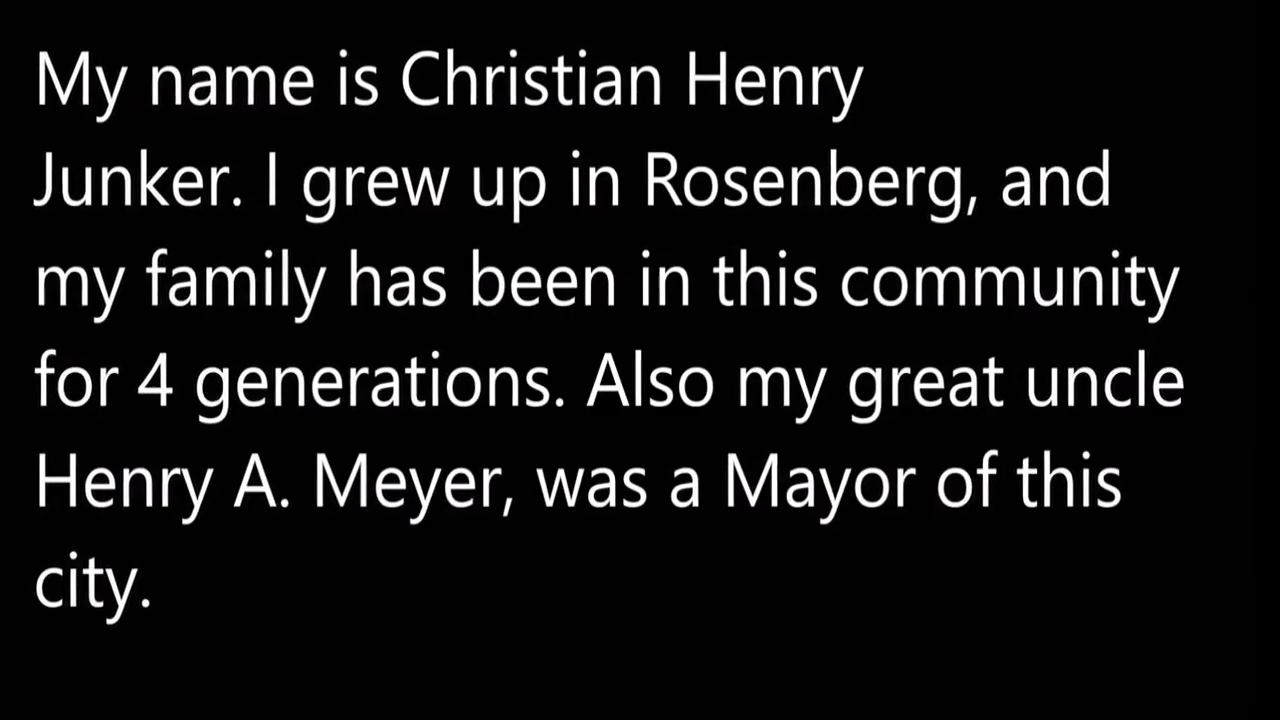 My name is Christian Henry
Junker. I grew up in Rosenberg, and
my family has been in this community
for 4 generations. Also my great uncle
Henry A. Meyer, was a Mayor of this
city.